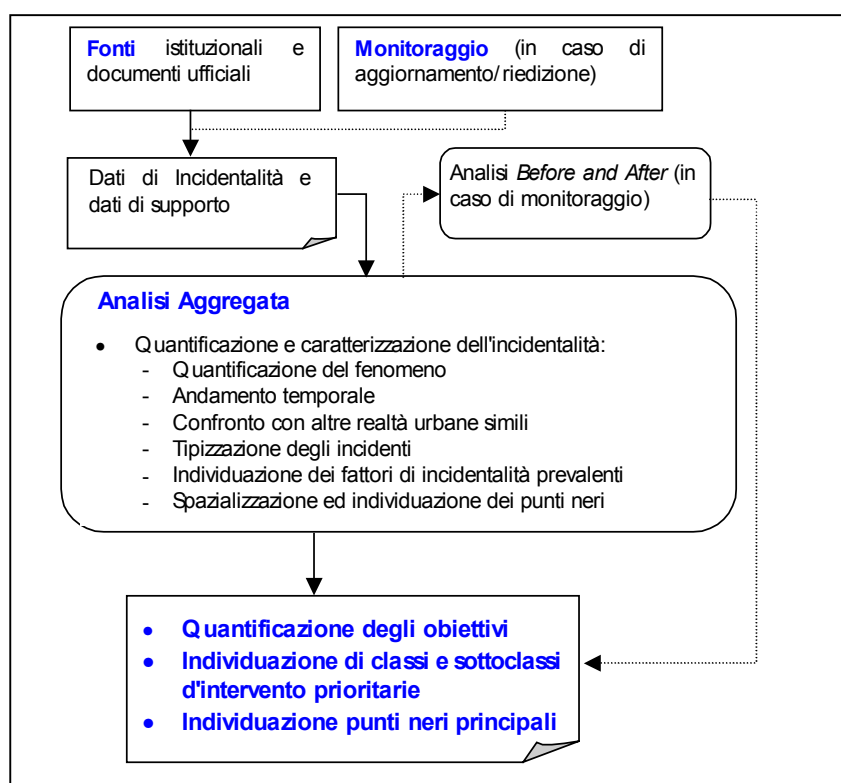 Fonti istituzionali e
documenti ufficiali
Monitoraggio (in caso di
aggiornamento/riedizione)
Dati di Incidentalità e
dati di supporto
Analisi Before and After (in
caso di monitoraggio)
Analisi Aggregata
• Quantificazione e caratterizzazione dell'incidentalità:
- Quantificazione del fenomeno
- Andamento temporale
- Confronto con altre realtà urbane simili
- Tipizzazione degli incidenti
- Individuazione dei fattori di incidentalità prevalenti
- Spazializzazione ed individuazione dei punti neri
• Quantificazione degli obiettivi
• Individuazione di classi e sottoclassi
d'intervento prioritarie
• Individuazione punti neri principali